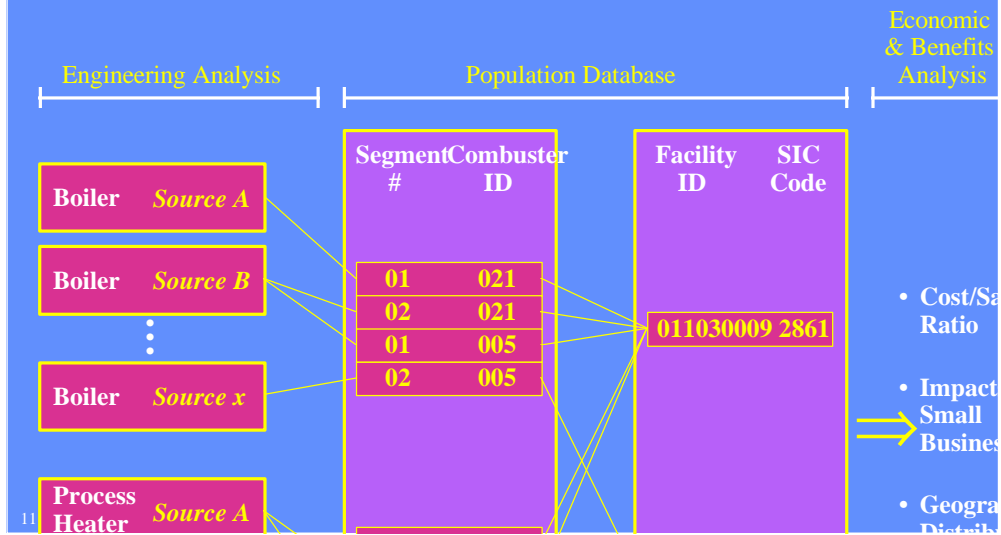 Economic
& Benefits
Analysis
Engineering Analysis
Population Database
Segment Combuster
# ID
Facility SIC
ID Code
Boiler Source A
Boiler Source B
Boiler Source x
Process
Heater Source A
01 021
02 021
01 005
02 005
011030009 2861
• Cost/Sa
Ratio
• Impact
Small
Busines
• Geogra
11